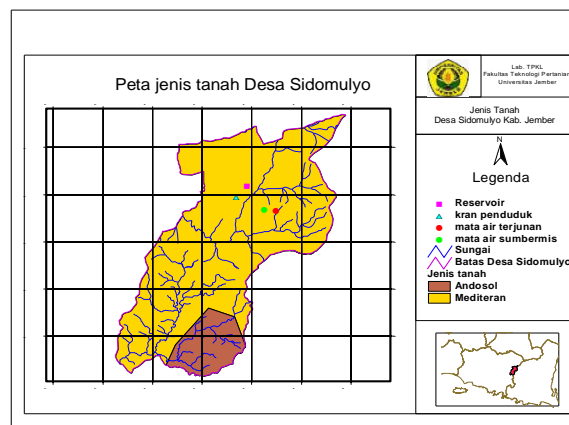 Peta jenis tanah Desa Sidomulyo
Lab. TPKL
Fakultas Teknologi Pertanian
Universitas Jember
Jenis Tanah
Desa Sidomulyo Kab. Jember
N
Legenda
Reservoir
kran penduduk
mata air terjunan
mata air sumbermis
Sungai
Batas Desa Sidomulyo
Jenis tanah
Andosol
Mediteran